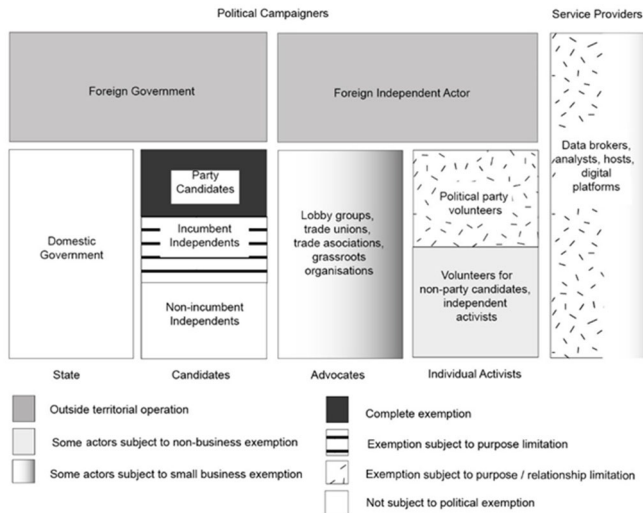 Political Campaigners
Service Providers
Foreign Government
Foreign Independent Actor
Data brokers,
analysts, hosts,
digital
platforms
Domestic
Government
Party
Candidates
Incumbent
Independents
Non-incumbent
Independents
Lobby groups,
trade unions,
trade asociations,
grassroots
organisations
Political party
volunteers
Volunteers for
non-party candidates,
independent
activists
State
Candidates
Advocates
Individual Activists
Outside territorial operation
Some actors subject to non-business exemption
Some actors subject to small business exemption
Complete exemption
Exemption subject to purpose limitation
Exemption subject to purpose / relationship limitation
Not subject to political exemption